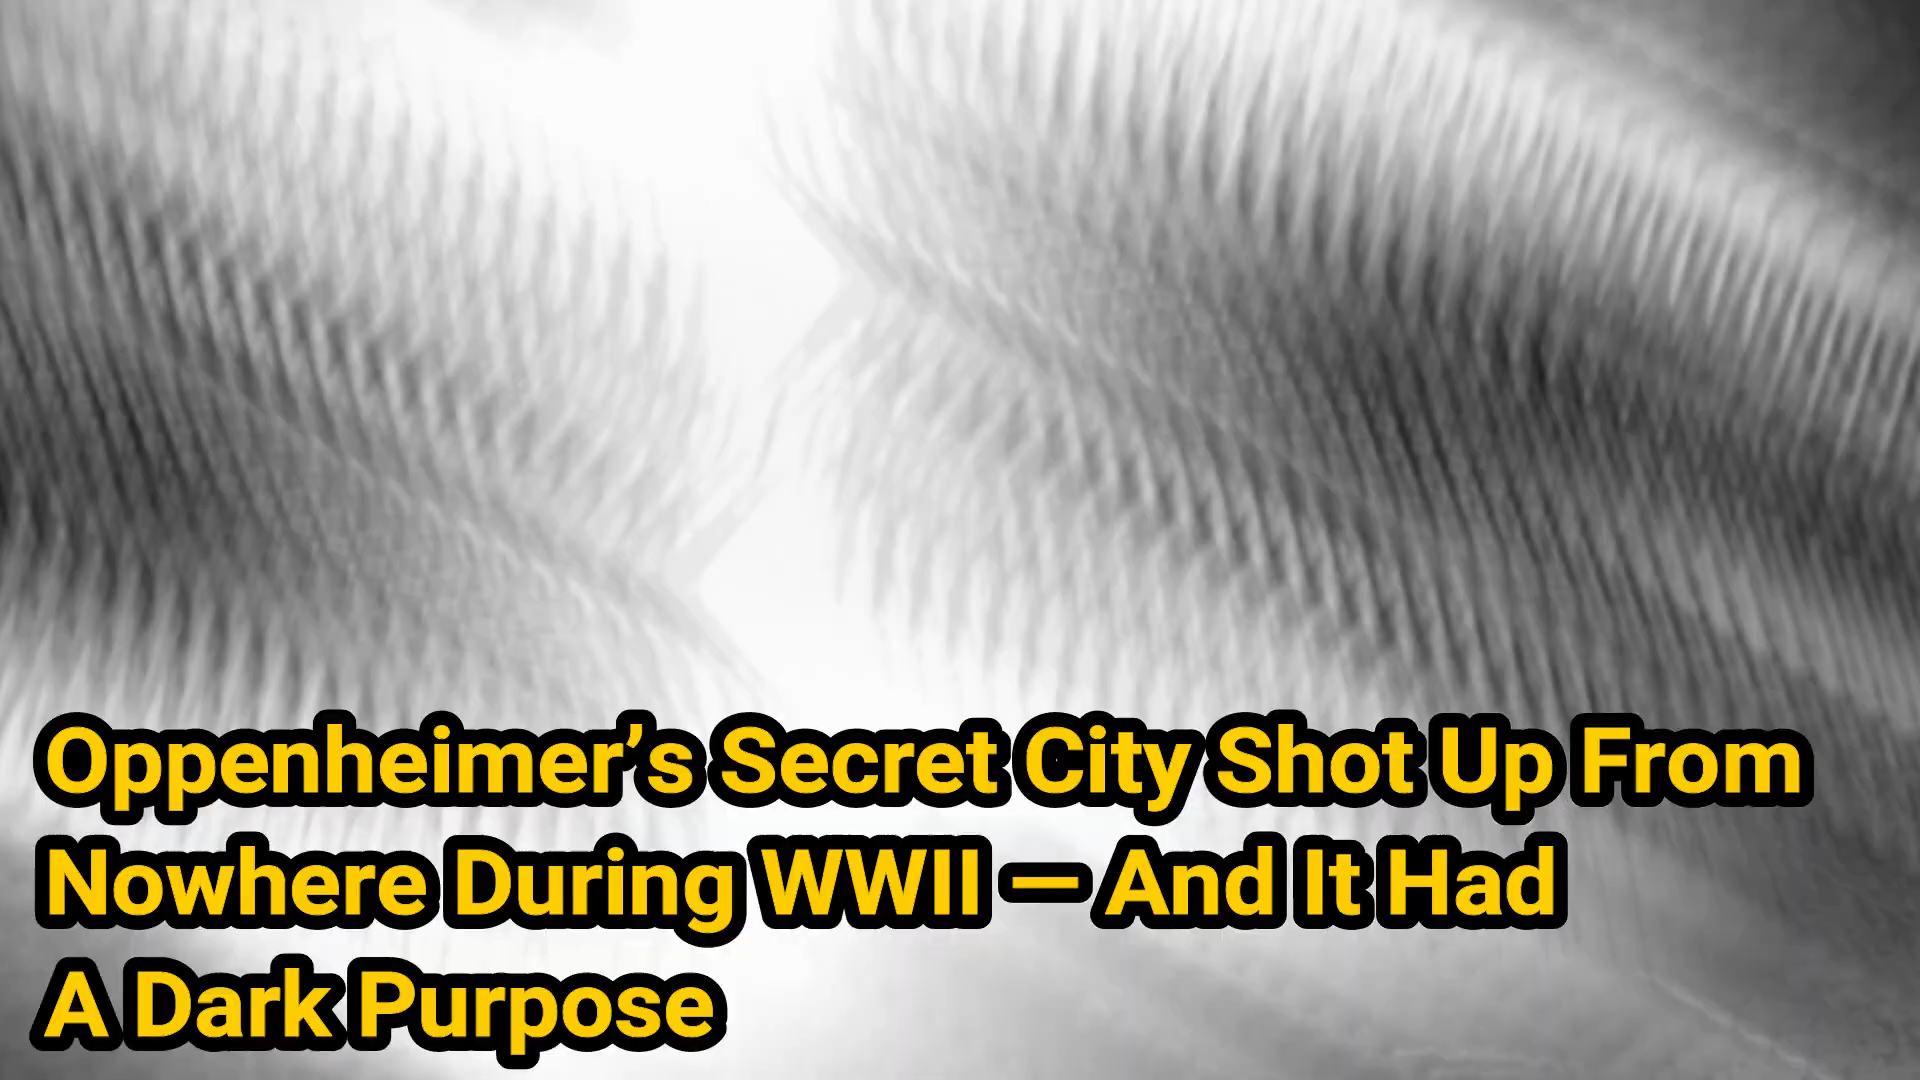 Oppenheimer’s Secret City Shot Up From
Nowhere During WWII — And It Had
A Dark Purpose